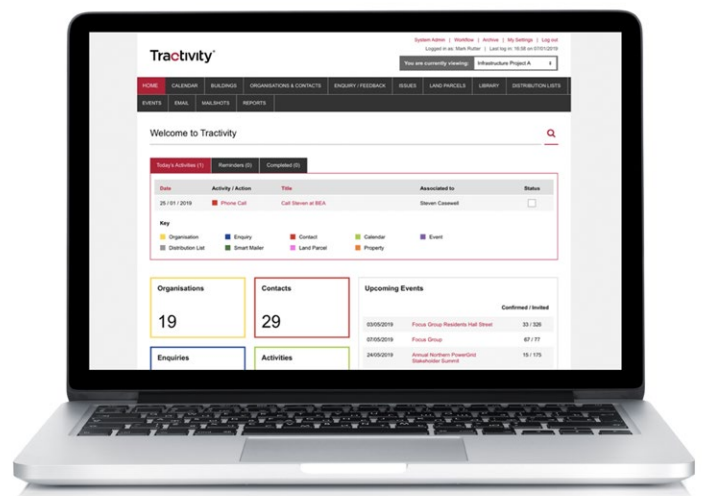 System Admin | Workflow | Archive | My Settings | Log out
Logged in as: Mark Rutter | Last log in: 16:58 on 07/01/2019
Tractivity
You are currently viewing: Infrastructure Project A
HOME CALENDAR BUILDINGS ORGANISATIONS & CONTACTS ENQUIRY / FEEDBACK ISSUES LAND PARCELS LIBRARY DISTRIBUTION LISTS
EVENTS EMAIL MAILSHOTS REPORTS
Welcome to Tractivity
Today's Activities (1) Reminders (0) Completed (0)
Date Activity / Action Title Associated to Status
25 / 01 / 2019 Phone Call Call Steven at BEA Steven Casewell
Key
Organisation Enquiry Contact Calendar Event
Distribution List Smart Mailer Land Parcel Property
Organisations Contacts Upcoming Events
Confirmed / Invited
19 29
03/05/2019 Focus Group Residents Hall Street 33 / 326
07/05/2019 Focus Group 67 / 77
24/05/2019 Annual Northern PowerGrid Stakeholder Summit 15 / 175
Enquiries Activities